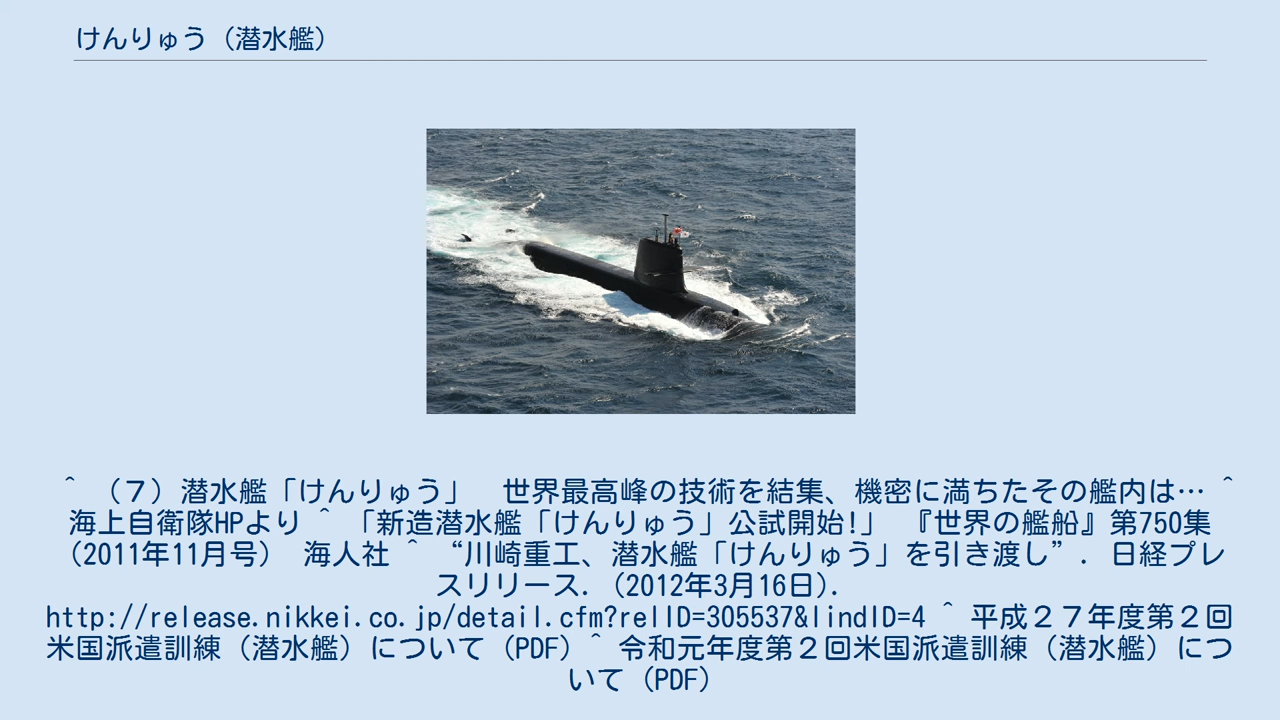 けんりゅう（潜水艦）
^ （７）潜水艦「けんりゅう」　世界最高峰の技術を結集、機密に満ちたその艦内は… ^
海上自衛隊HPより ^ 「新造潜水艦「けんりゅう」公試開始!」　『世界の艦船』第750集
（2011年11月号）　海人社 ^ “川崎重工、潜水艦「けんりゅう」を引き渡し”. 日経プレ
スリリース. (2012年3月16日).
http://release.nikkei.co.jp/detail.cfm?relID=305537&lindID=4 ^ 平成２７年度第２回
米国派遣訓練（潜水艦）について（PDF）^ 令和元年度第２回米国派遣訓練（潜水艦）につ
いて（PDF）